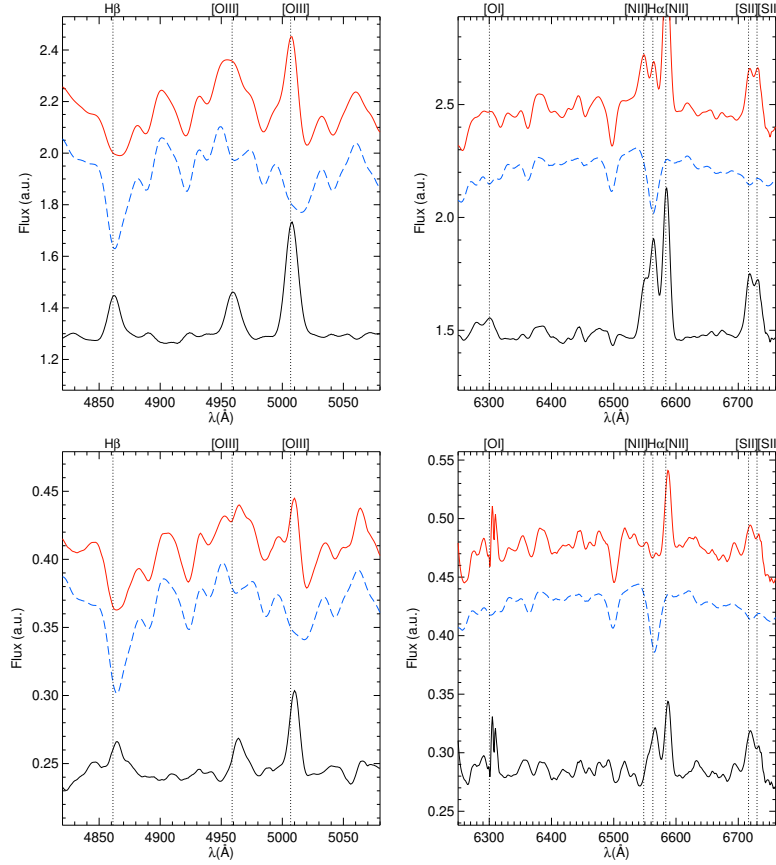 Hβ [OIII] [OIII]
[OI] [NII]Hα[NII] [SII][SII
Flux (a.u.)
2.4
2.2
2.0
1.8
1.6
1.4
1.2
4850 4900 4950 5000 5050
λ(Å)
Flux (a.u.)
2.5
2.0
1.5
6300 6400 6500 6600 6700
λ(Å)
Hβ [OIII] [OIII]
[OI] [NII]Hα[NII] [SII][SII
Flux (a.u.)
0.45
0.40
0.35
0.30
0.25
4850 4900 4950 5000 5050
λ(Å)
Flux (a.u.)
0.55
0.50
0.45
0.40
0.35
0.30
0.25
6300 6400 6500 6600 6700
λ(Å)